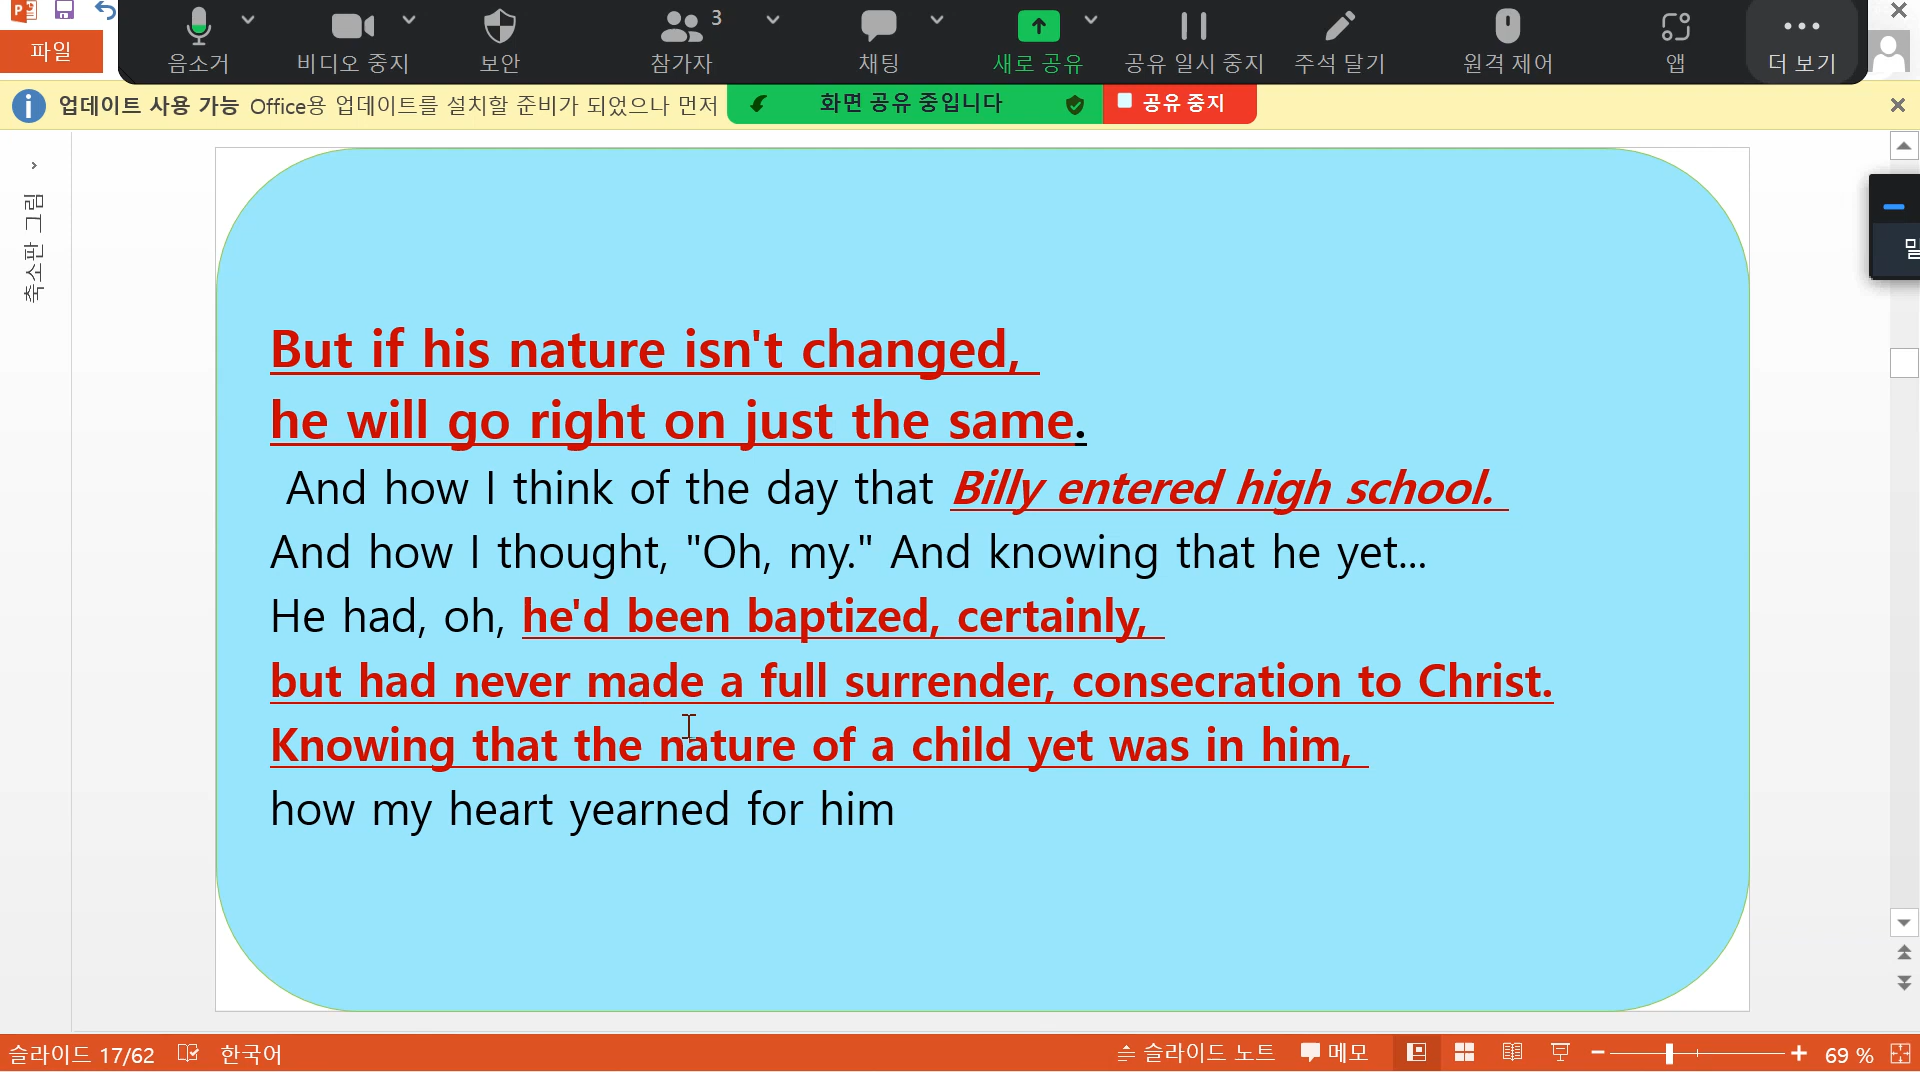 음소거
비디오 중지
보안
참가자
3
채팅
새로 공유
공유 일시 중지
주석 달기
원격 제어
앱
더 보기
파일
업데이트 사용 가능 Office용 업데이트를 설치할 준비가 되었으나 먼저
화면 공유 중입니다
공유 중지
축소판 그림
But if his nature isn't changed,
he will go right on just the same.
And how I think of the day that Billy entered high school.
And how I thought, "Oh, my." And knowing that he yet...
He had, oh, he'd been baptized, certainly,
but had never made a full surrender, consecration to Christ.
Knowing that the nature of a child yet was in him,
how my heart yearned for him
슬라이드 17/62 한국어
슬라이드 노트 메모 69 %